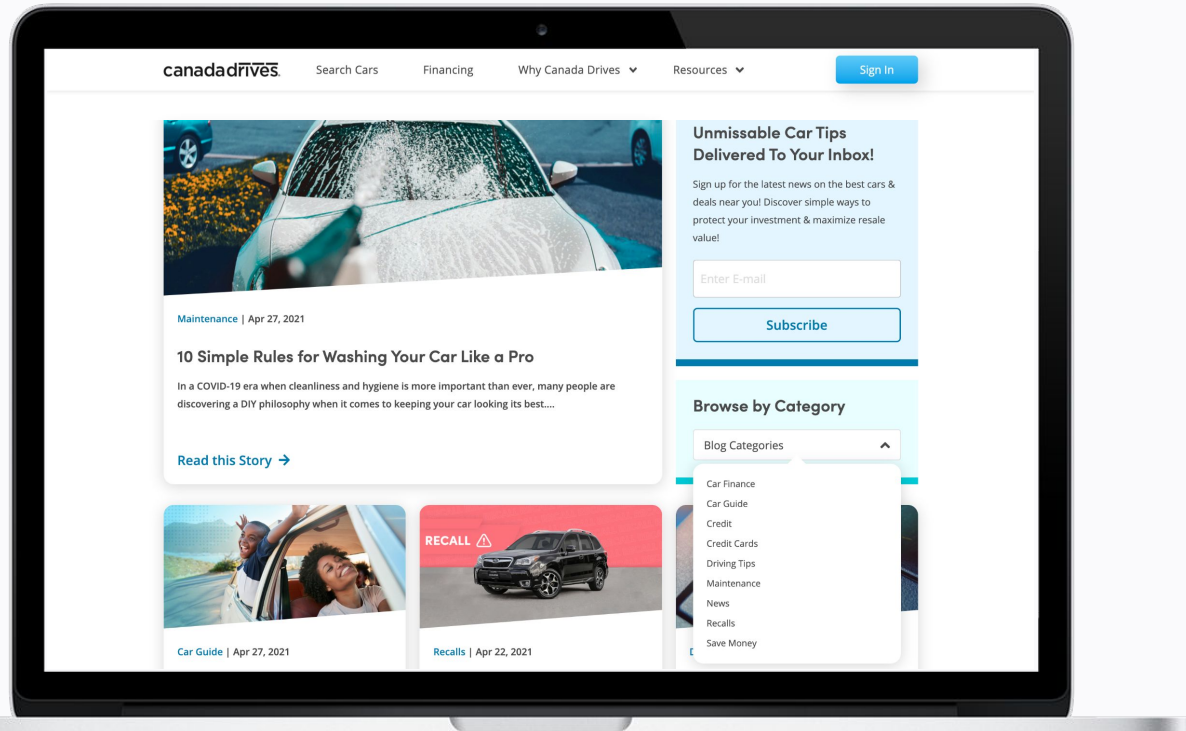 canadadrives.
Search Cars
Financing
Why Canada Drives
Resources
Sign In
Maintenance | Apr 27, 2021
10 Simple Rules for Washing Your Car Like a Pro
In a COVID-19 era when cleanliness and hygiene is more important than ever, many people are
discovering a DIY philosophy when it comes to keeping your car looking its best....
Read this Story →
Unmissable Car Tips
Delivered To Your Inbox!
Sign up for the latest news on the best cars &
deals near you! Discover simple ways to
protect your investment & maximize resale
value!
Enter E-mail
Subscribe
Browse by Category
Blog Categories
Car Finance
Car Guide
Credit
Credit Cards
Driving Tips
Maintenance
News
Recalls
Save Money
Car Guide | Apr 27, 2021
RECALL
Recalls | Apr 22, 2021